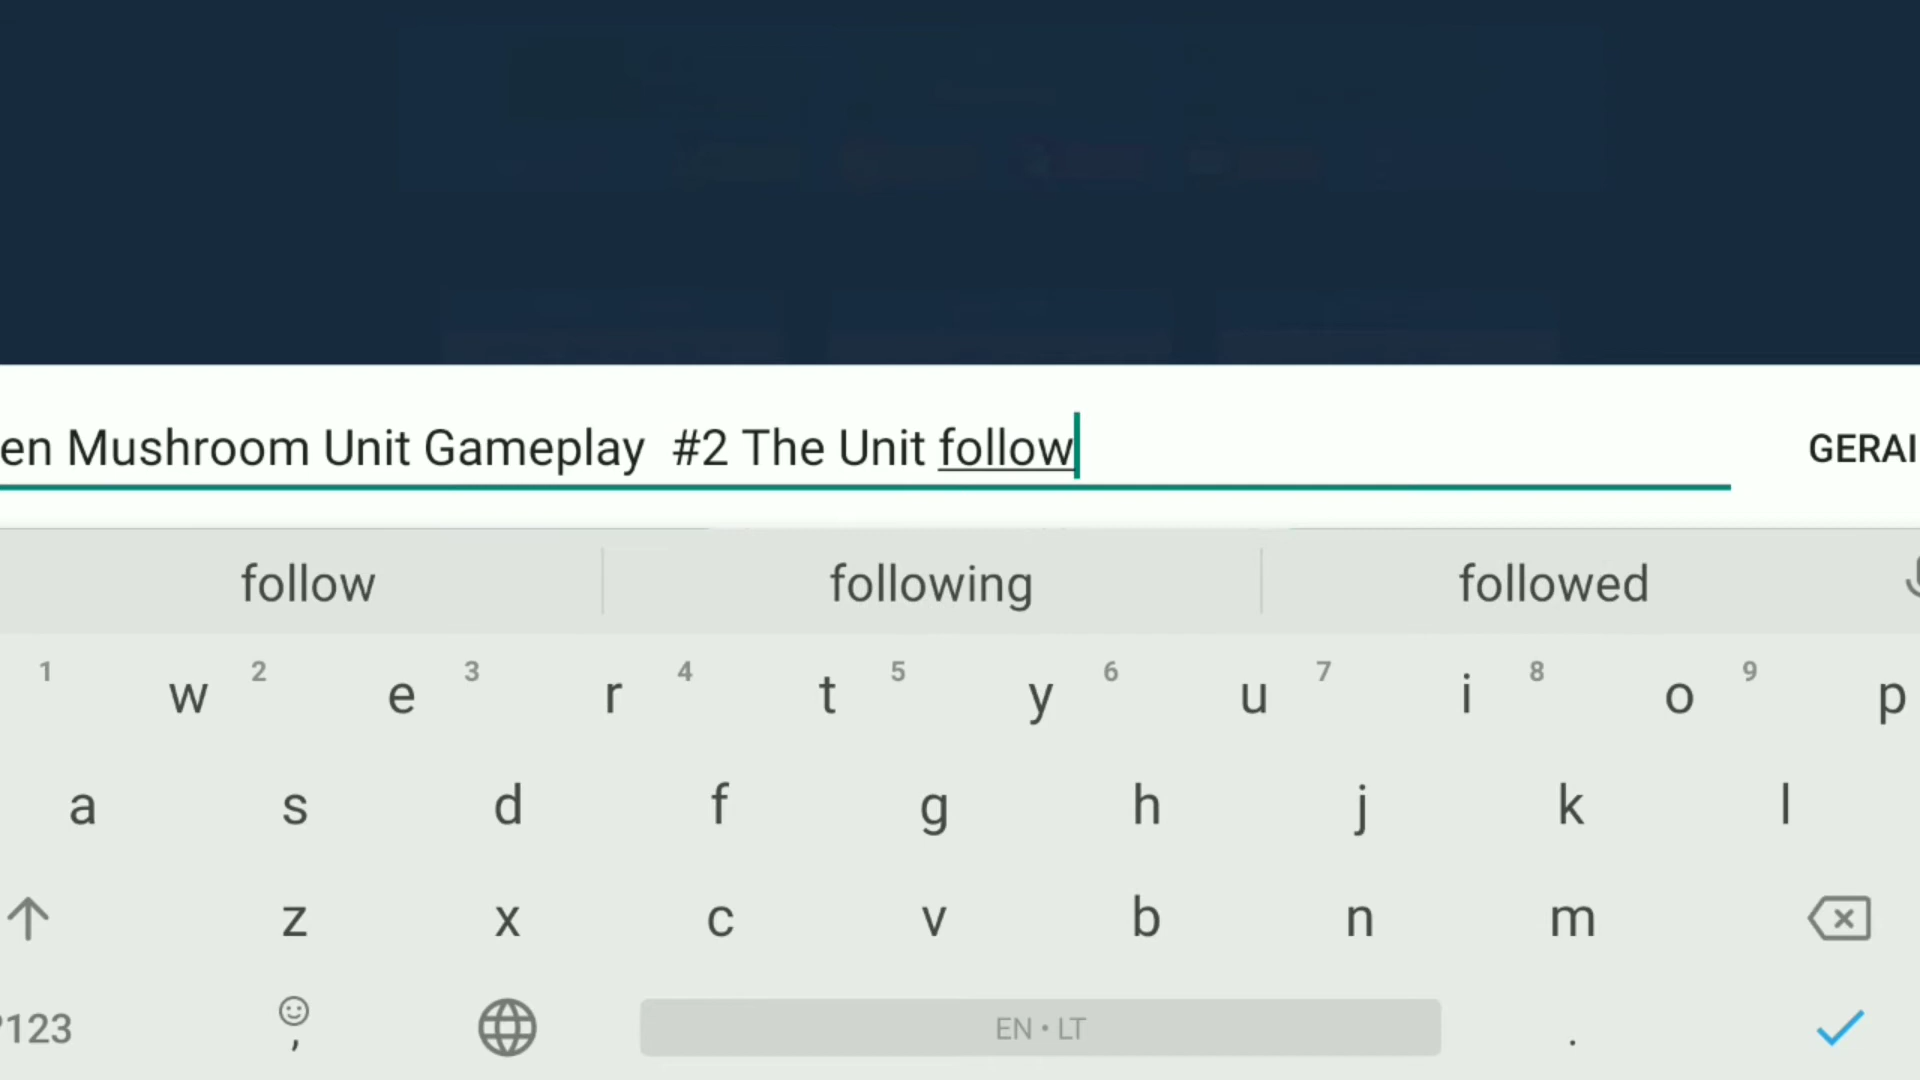 en Mushroom Unit Gameplay  #2 The Unit follow
GERAI
follow following followed
1 2 3 4 5 6 7 8 9
w e r t y u i o p
a s d f g h j k l
z x c v b n m
?123 , EN • LT .